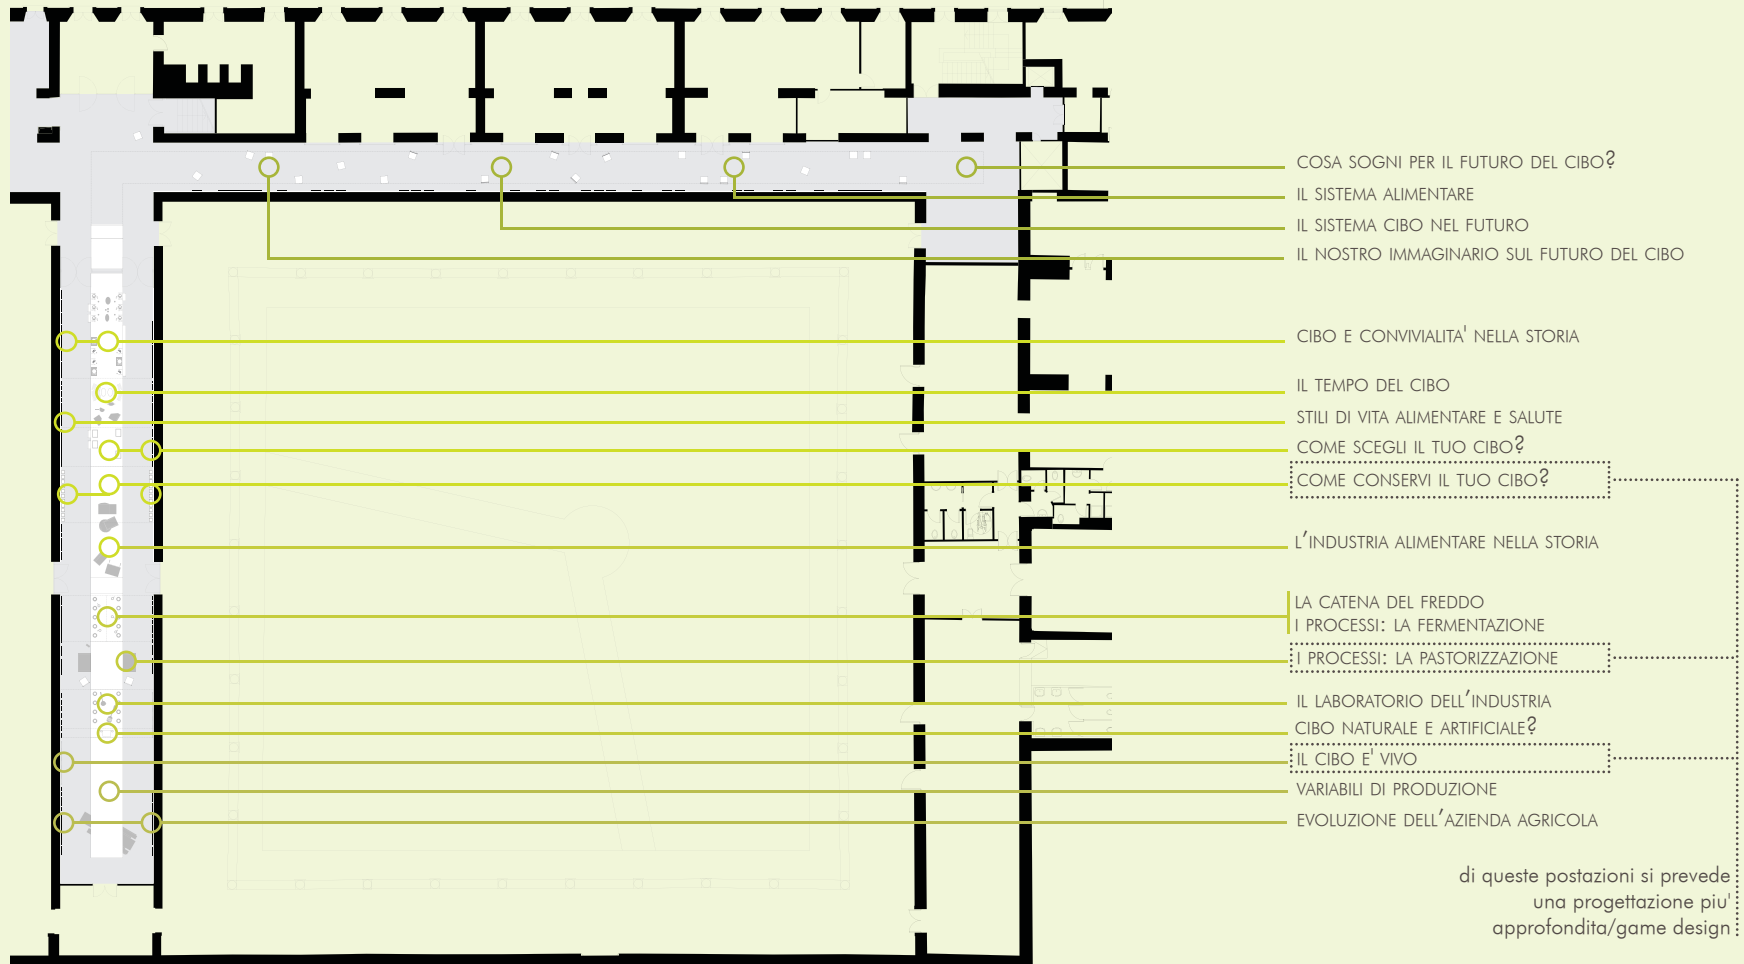 COSA SOGNI PER IL FUTURO DEL CIBO?
IL SISTEMA ALIMENTARE
IL SISTEMA CIBO NEL FUTURO
IL NOSTRO IMMAGINARIO SUL FUTURO DEL CIBO
CIBO E CONVIVIALITA' NELLA STORIA
IL TEMPO DEL CIBO
STILI DI VITA ALIMENTARE E SALUTE
COME SCEGLI IL TUO CIBO?
COME CONSERVI IL TUO CIBO?
L'INDUSTRIA ALIMENTARE NELLA STORIA
LA CATENA DEL FREDDO
I PROCESSI: LA FERMENTAZIONE
I PROCESSI: LA PASTORIZZAZIONE
IL LABORATORIO DELL'INDUSTRIA
CIBO NATURALE E ARTIFICIALE?
IL CIBO E' VIVO
VARIABILI DI PRODUZIONE
EVOLUZIONE DELL'AZIENDA AGRICOLA
di queste postazioni si prevede
una progettazione piu'
approfondita/game design